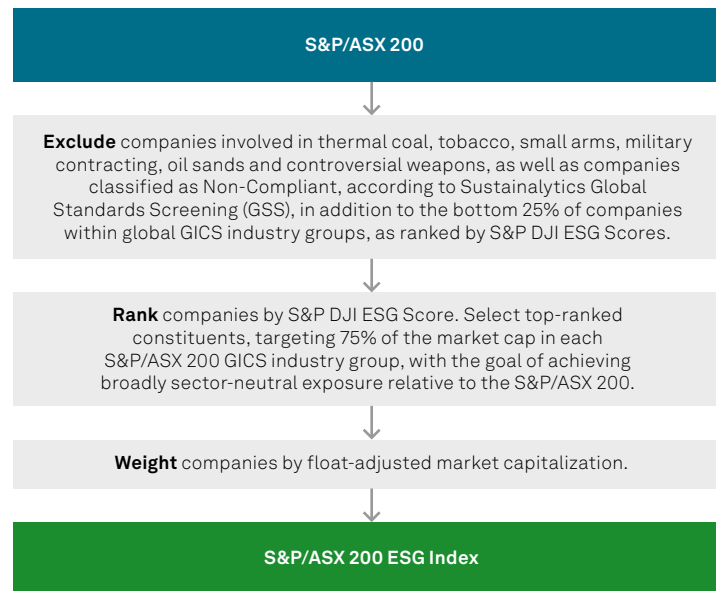 S&P/ASX 200
Exclude companies involved in thermal coal, tobacco, small arms, military
contracting, oil sands and controversial weapons, as well as companies
classified as Non-Compliant, according to Sustainalytics Global
Standards Screening (GSS), in addition to the bottom 25% of companies
within global GICS industry groups, as ranked by S&P DJI ESG Scores.
Rank companies by S&P DJI ESG Score. Select top-ranked
constituents, targeting 75% of the market cap in each
S&P/ASX 200 GICS industry group, with the goal of achieving
broadly sector-neutral exposure relative to the S&P/ASX 200.
Weight companies by float-adjusted market capitalization.
S&P/ASX 200 ESG Index